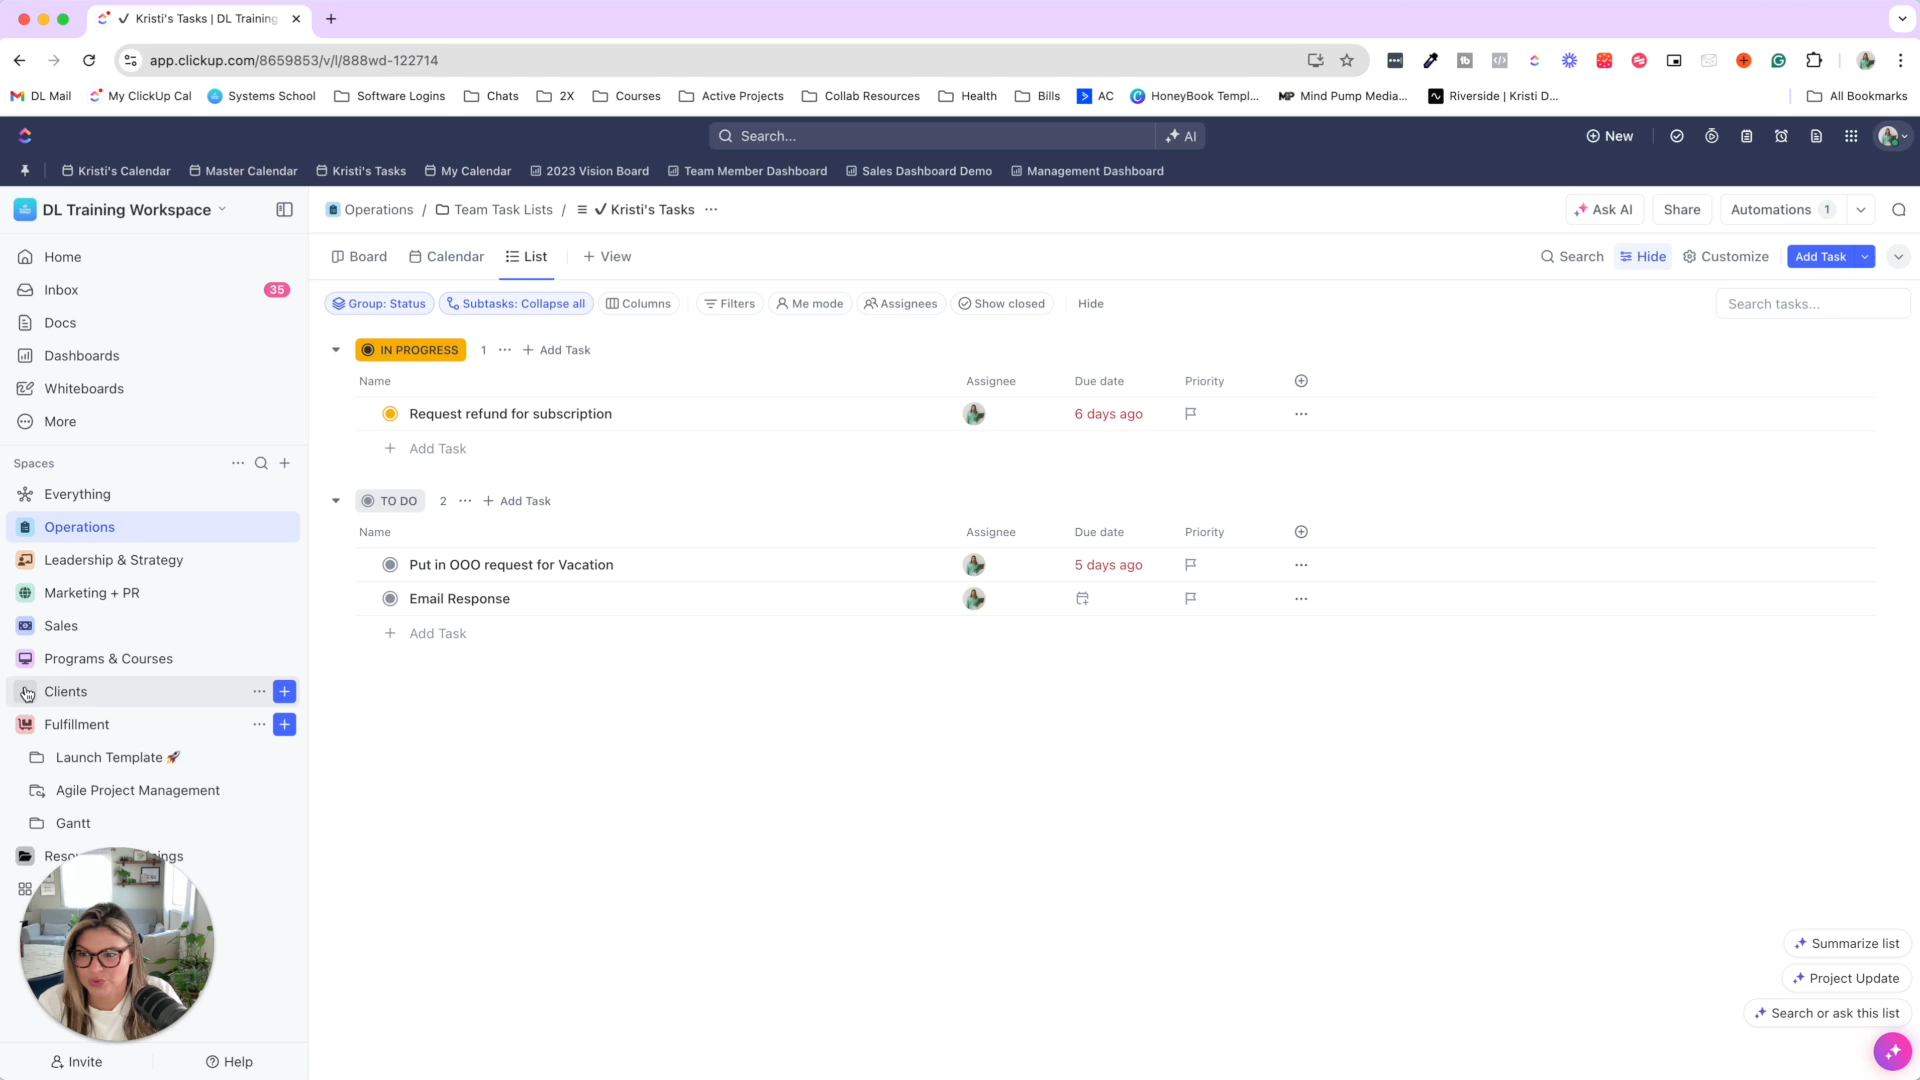 ✓ Kristi's Tasks | DL Training
app.clickup.com/8659853/v/l/888wd-122714
DL Mail
My ClickUp Cal
Systems School
Software Logins
Chats
2X
Courses
Active Projects
Collab Resources
Health
Bills
AC
HoneyBook Templ...
MP Mind Pump Media...
Riverside | Kristi D...
All Bookmarks
Search...
AI
New
Kristi's Calendar
Master Calendar
Kristi's Tasks
My Calendar
2023 Vision Board
Team Member Dashboard
Sales Dashboard Demo
Management Dashboard
DL Training Workspace
Operations / Team Task Lists / ✓ Kristi's Tasks ...
Ask AI
Share
Automations 1
Home
Inbox 35
Docs
Dashboards
Whiteboards
More
Spaces
Everything
Operations
Leadership & Strategy
Marketing + PR
Sales
Programs & Courses
Clients
Fulfillment
Launch Template 🚀
Agile Project Management
Gantt
Invite
Help
Board
Calendar
List
+ View
Search
Hide
Customize
Add Task
Group: Status
Subtasks: Collapse all
Columns
Filters
Me mode
Assignees
Show closed
Hide
Search tasks...
IN PROGRESS 1 ... + Add Task
Name Assignee Due date Priority
Request refund for subscription 6 days ago
+ Add Task
TO DO 2 ... + Add Task
Name Assignee Due date Priority
Put in OOO request for Vacation 5 days ago
Email Response
+ Add Task
Summarize list
Project Update
Search or ask this list